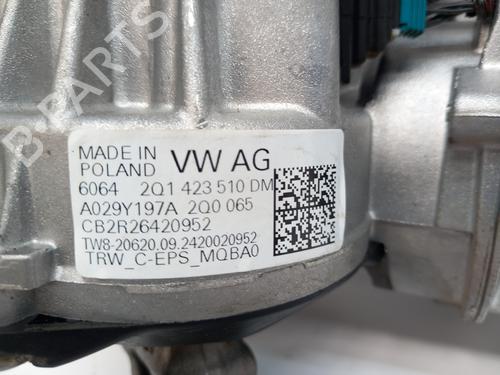 B-PARTS
MADE IN POLAND VW AG
6064 2Q1 423 510 DM
A029Y197A 2Q0 065
CB2R26420952
TW8-20620.09.2420020952
TRW_C-EPS_MQBA0